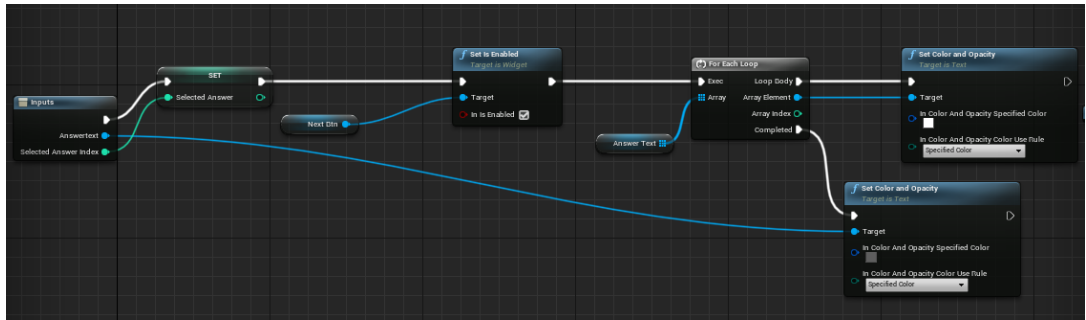 Inputs
Answertext
Selected Answer Index
SET
Selected Answer
Next Btn
f Set Is Enabled
Target is Widget
Target
In Is Enabled
Answer Text
For Each Loop
Exec
Loop Body
Array
Array Element
Array Index
Completed
f Set Color and Opacity
Target is Text
Target
In Color And Opacity Specified Color
In Color And Opacity Color Use Rule
Specified Color
f Set Color and Opacity
Target is Text
Target
In Color And Opacity Specified Color
In Color And Opacity Color Use Rule
Specified Color